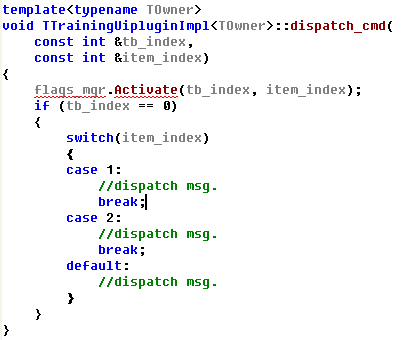 template<typename TOwner>
void TTrainingUipluginImpl<TOwner>::dispatch_cmd(
    const int &tb_index,
    const int &item_index)
{
    flags_mgr.Activate(tb_index, item_index);
    if (tb_index == 0)
    {
        switch(item_index)
        {
        case 1:
            //dispatch msg.
            break;
        case 2:
            //dispatch msg.
            break;
        default:
            //dispatch msg.
        }
    }
}